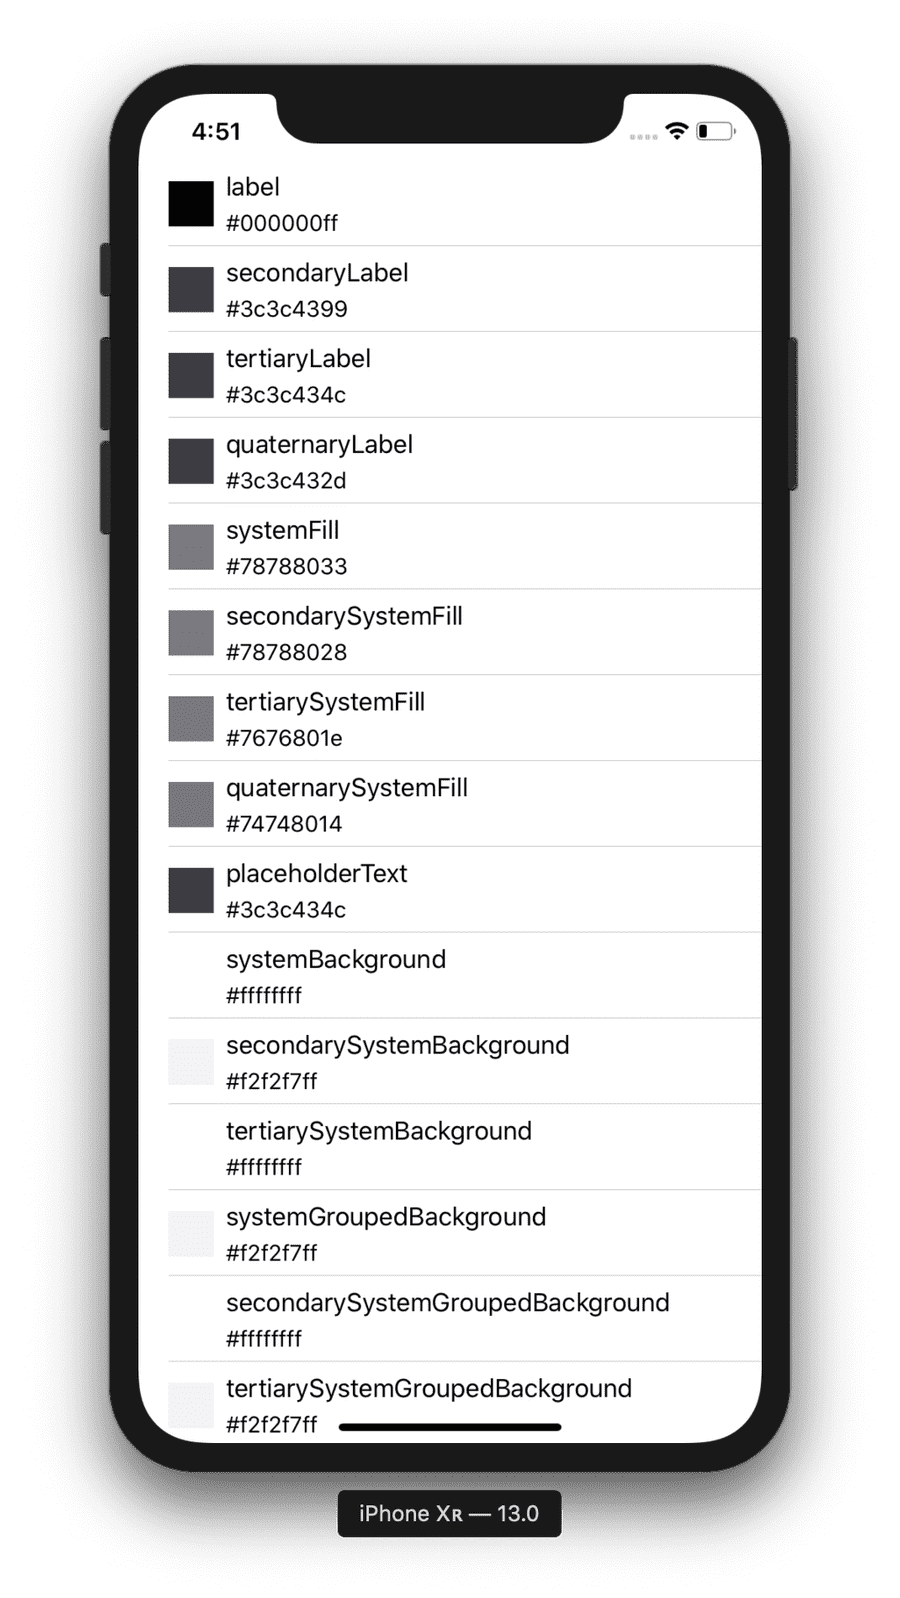 4:51
label
#000000ff
secondaryLabel
#3c3c4399
tertiaryLabel
#3c3c434c
quaternaryLabel
#3c3c432d
systemFill
#78788033
secondarySystemFill
#78788028
tertiarySystemFill
#7676801e
quaternarySystemFill
#74748014
placeholderText
#3c3c434c
systemBackground
#ffffffff
secondarySystemBackground
#f2f2f7ff
tertiarySystemBackground
#ffffffff
systemGroupedBackground
#f2f2f7ff
secondarySystemGroupedBackground
#ffffffff
tertiarySystemGroupedBackground
#f2f2f7ff
iPhone Xʀ — 13.0